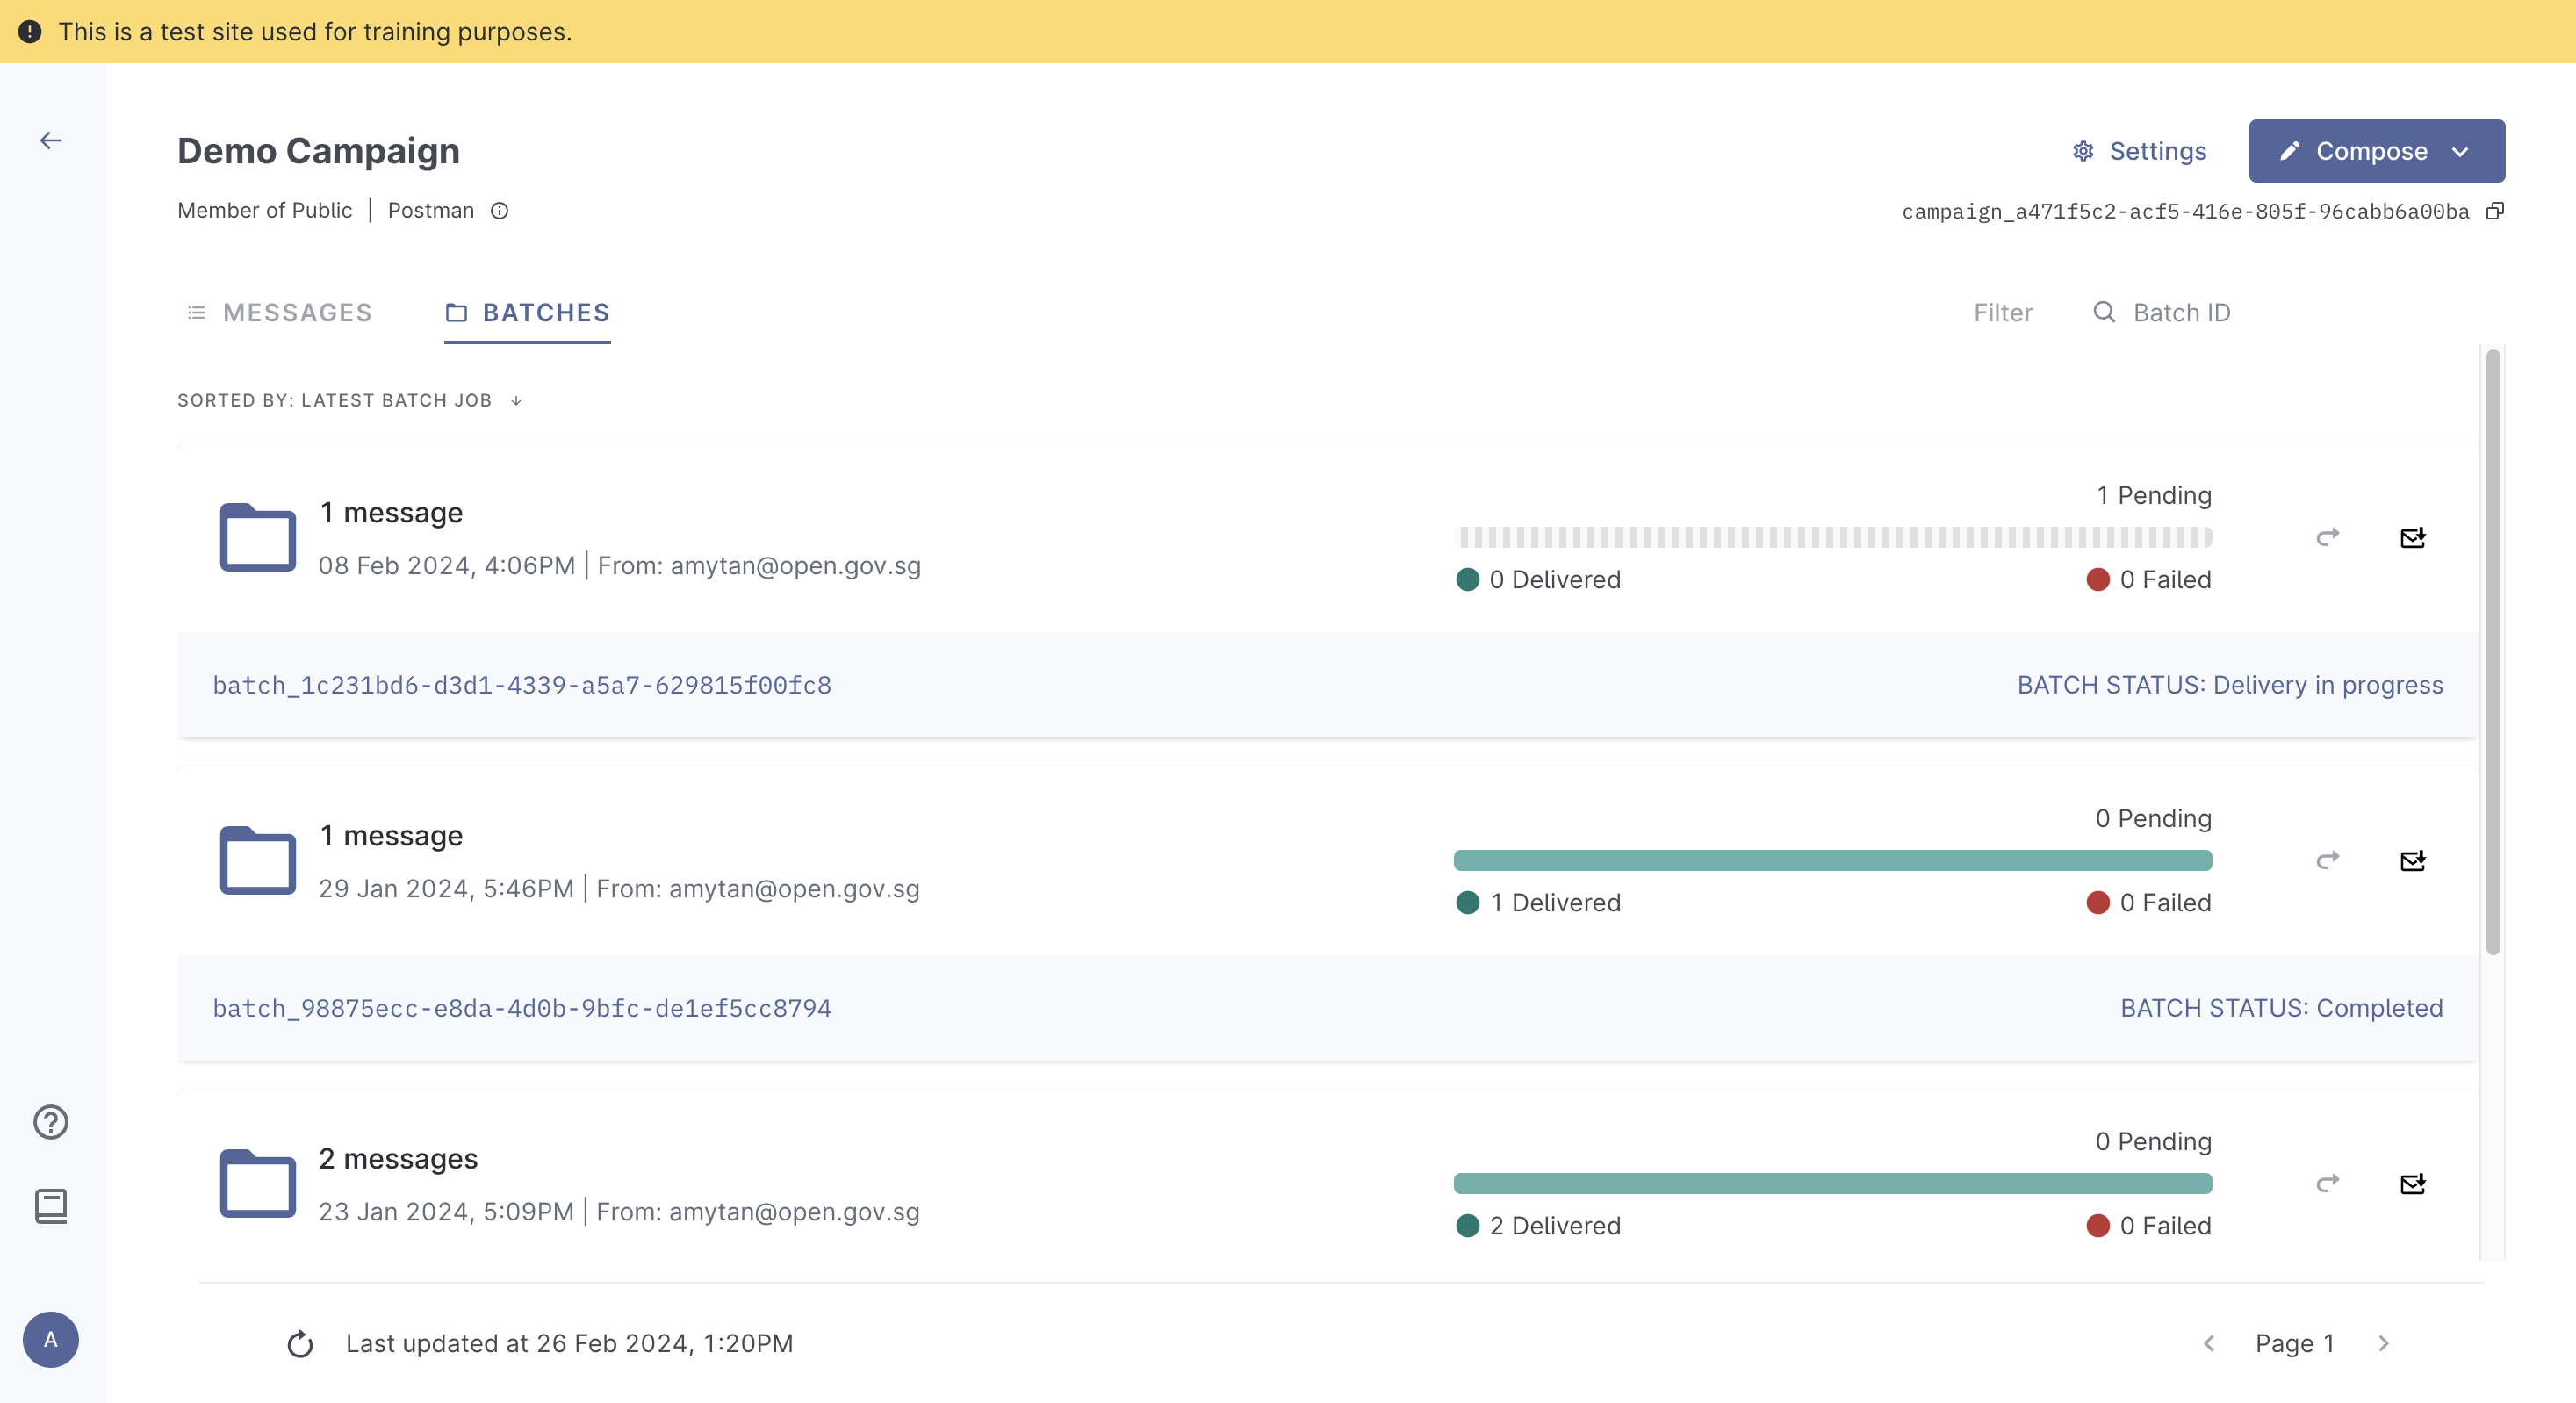 This is a test site used for training purposes.
Demo Campaign
Settings
Compose
Member of Public | Postman
campaign_a471f5c2-acf5-416e-805f-96cabb6a00ba
MESSAGES
BATCHES
Filter
Batch ID
SORTED BY: LATEST BATCH JOB
1 message
08 Feb 2024, 4:06PM | From: amytan@open.gov.sg
1 Pending
0 Delivered
0 Failed
batch_1c231bd6-d3d1-4339-a5a7-629815f00fc8
BATCH STATUS: Delivery in progress
1 message
29 Jan 2024, 5:46PM | From: amytan@open.gov.sg
0 Pending
1 Delivered
0 Failed
batch_98875ecc-e8da-4d0b-9bfc-de1ef5cc8794
BATCH STATUS: Completed
2 messages
23 Jan 2024, 5:09PM | From: amytan@open.gov.sg
0 Pending
2 Delivered
0 Failed
A
Last updated at 26 Feb 2024, 1:20PM
Page 1